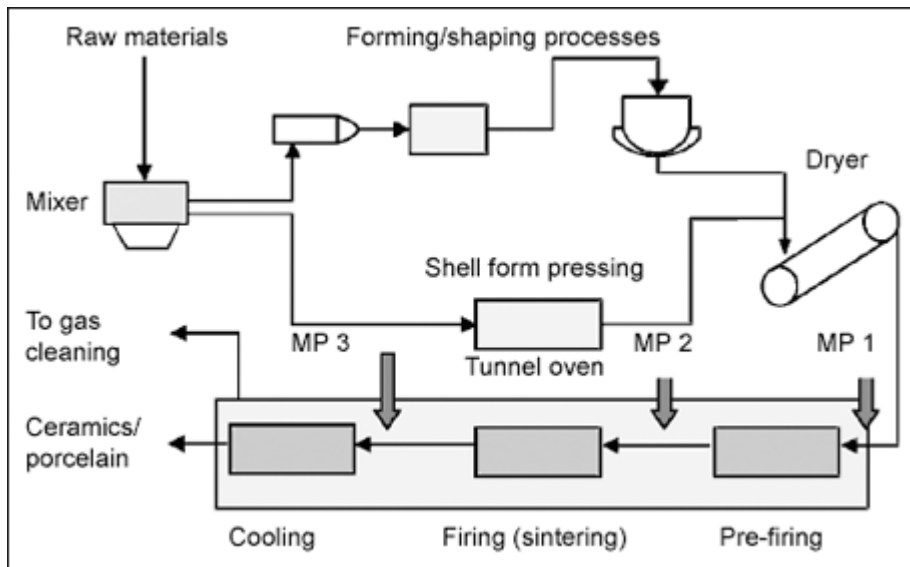 Raw materials
Forming/shaping processes
Mixer
Dryer
Shell form pressing
To gas
cleaning
MP 3
MP 2
MP 1
Tunnel oven
Ceramics/
porcelain
Cooling
Firing (sintering)
Pre-firing